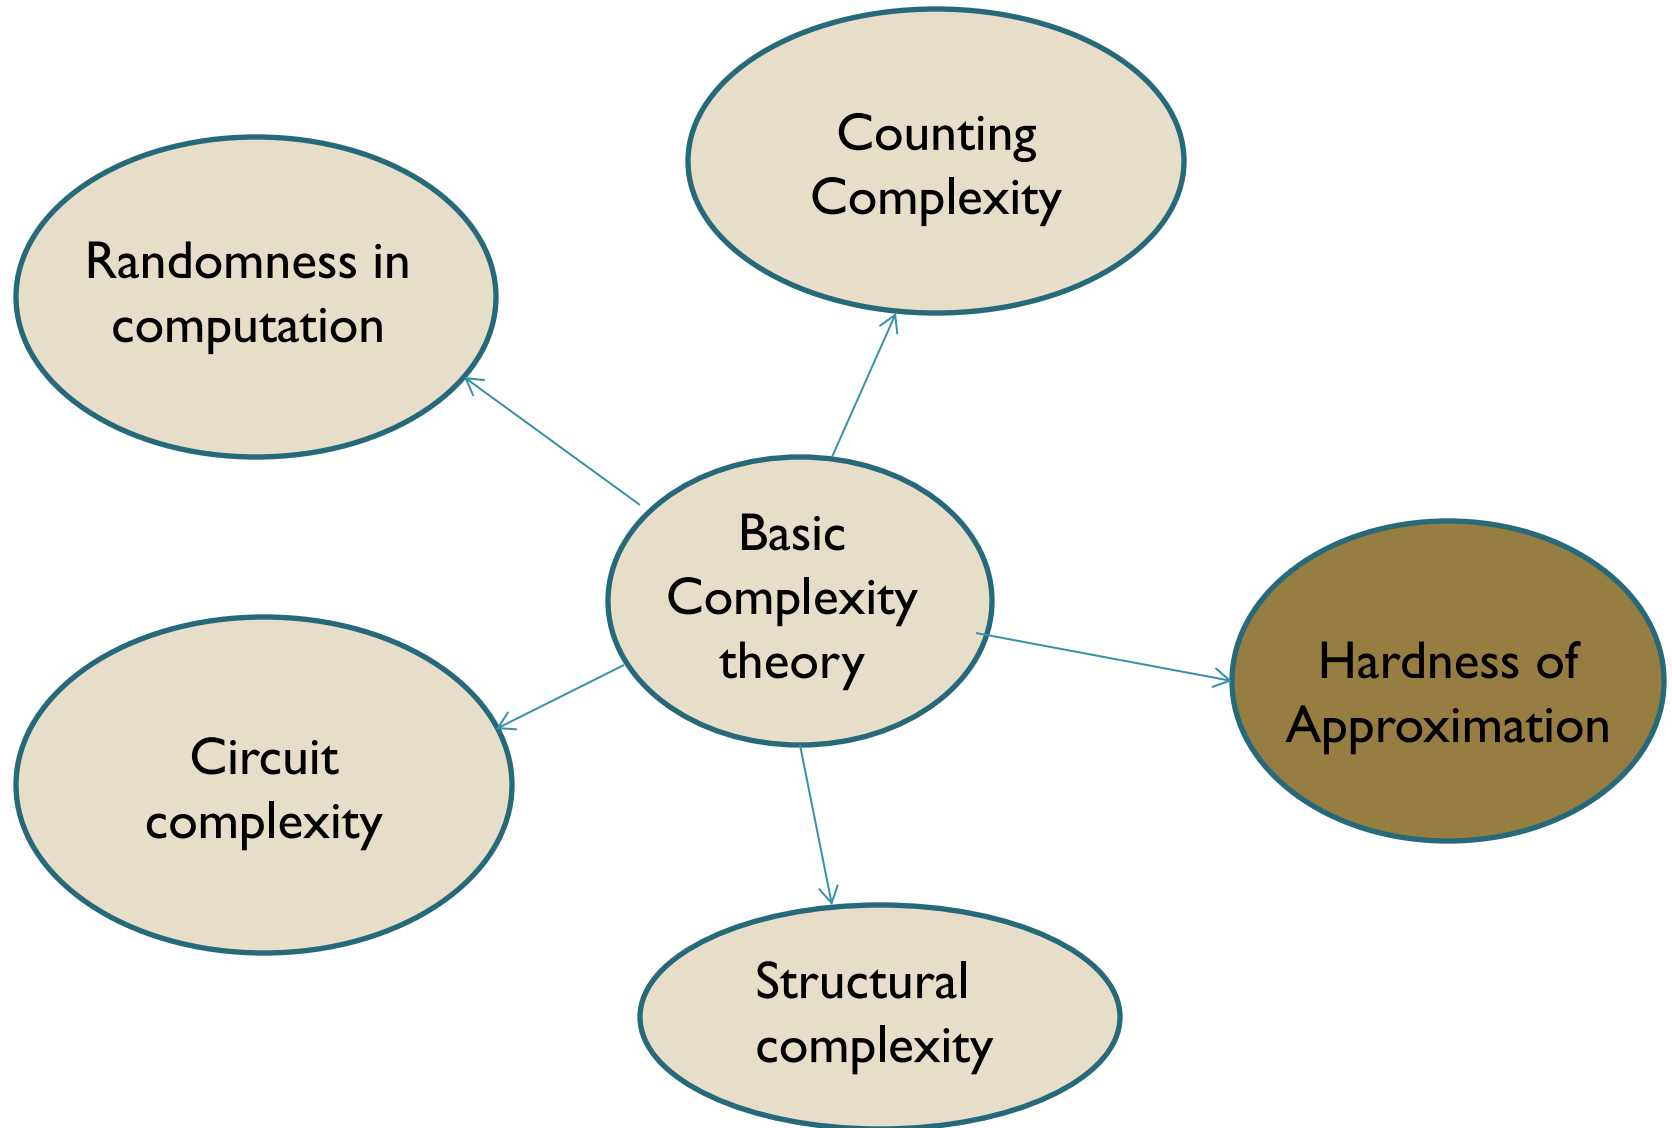 Counting
Complexity
Randomness in
computation
Basic
Complexity
theory
Hardness of
Approximation
Circuit
complexity
Structural
complexity